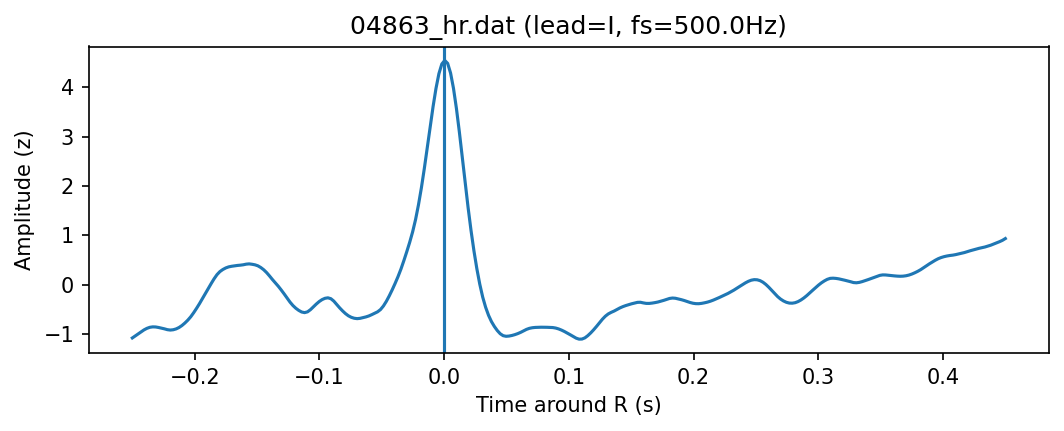 04863_hr.dat (lead=I, fs=500.0Hz)
Amplitude (z)
4
3
2
1
0
−1
−0.2 −0.1 0.0 0.1 0.2 0.3 0.4
Time around R (s)